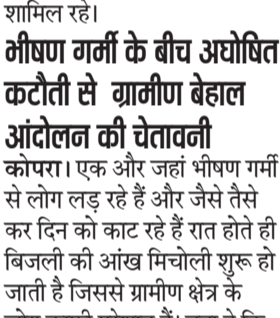 शामिल रहे।
भीषण गर्मी के बीच अघोषित
कटौती से ग्रामीण बेहाल
आंदोलन की चेतावनी
कोपरा। एक और जहां भीषण गर्मी
से लोग लड़ रहे हैं और जैसे तैसे
कर दिन को काट रहे हैं रात होते ही
बिजली की आंख मिचोली शुरू हो
जाती है जिससे ग्रामीण क्षेत्र के